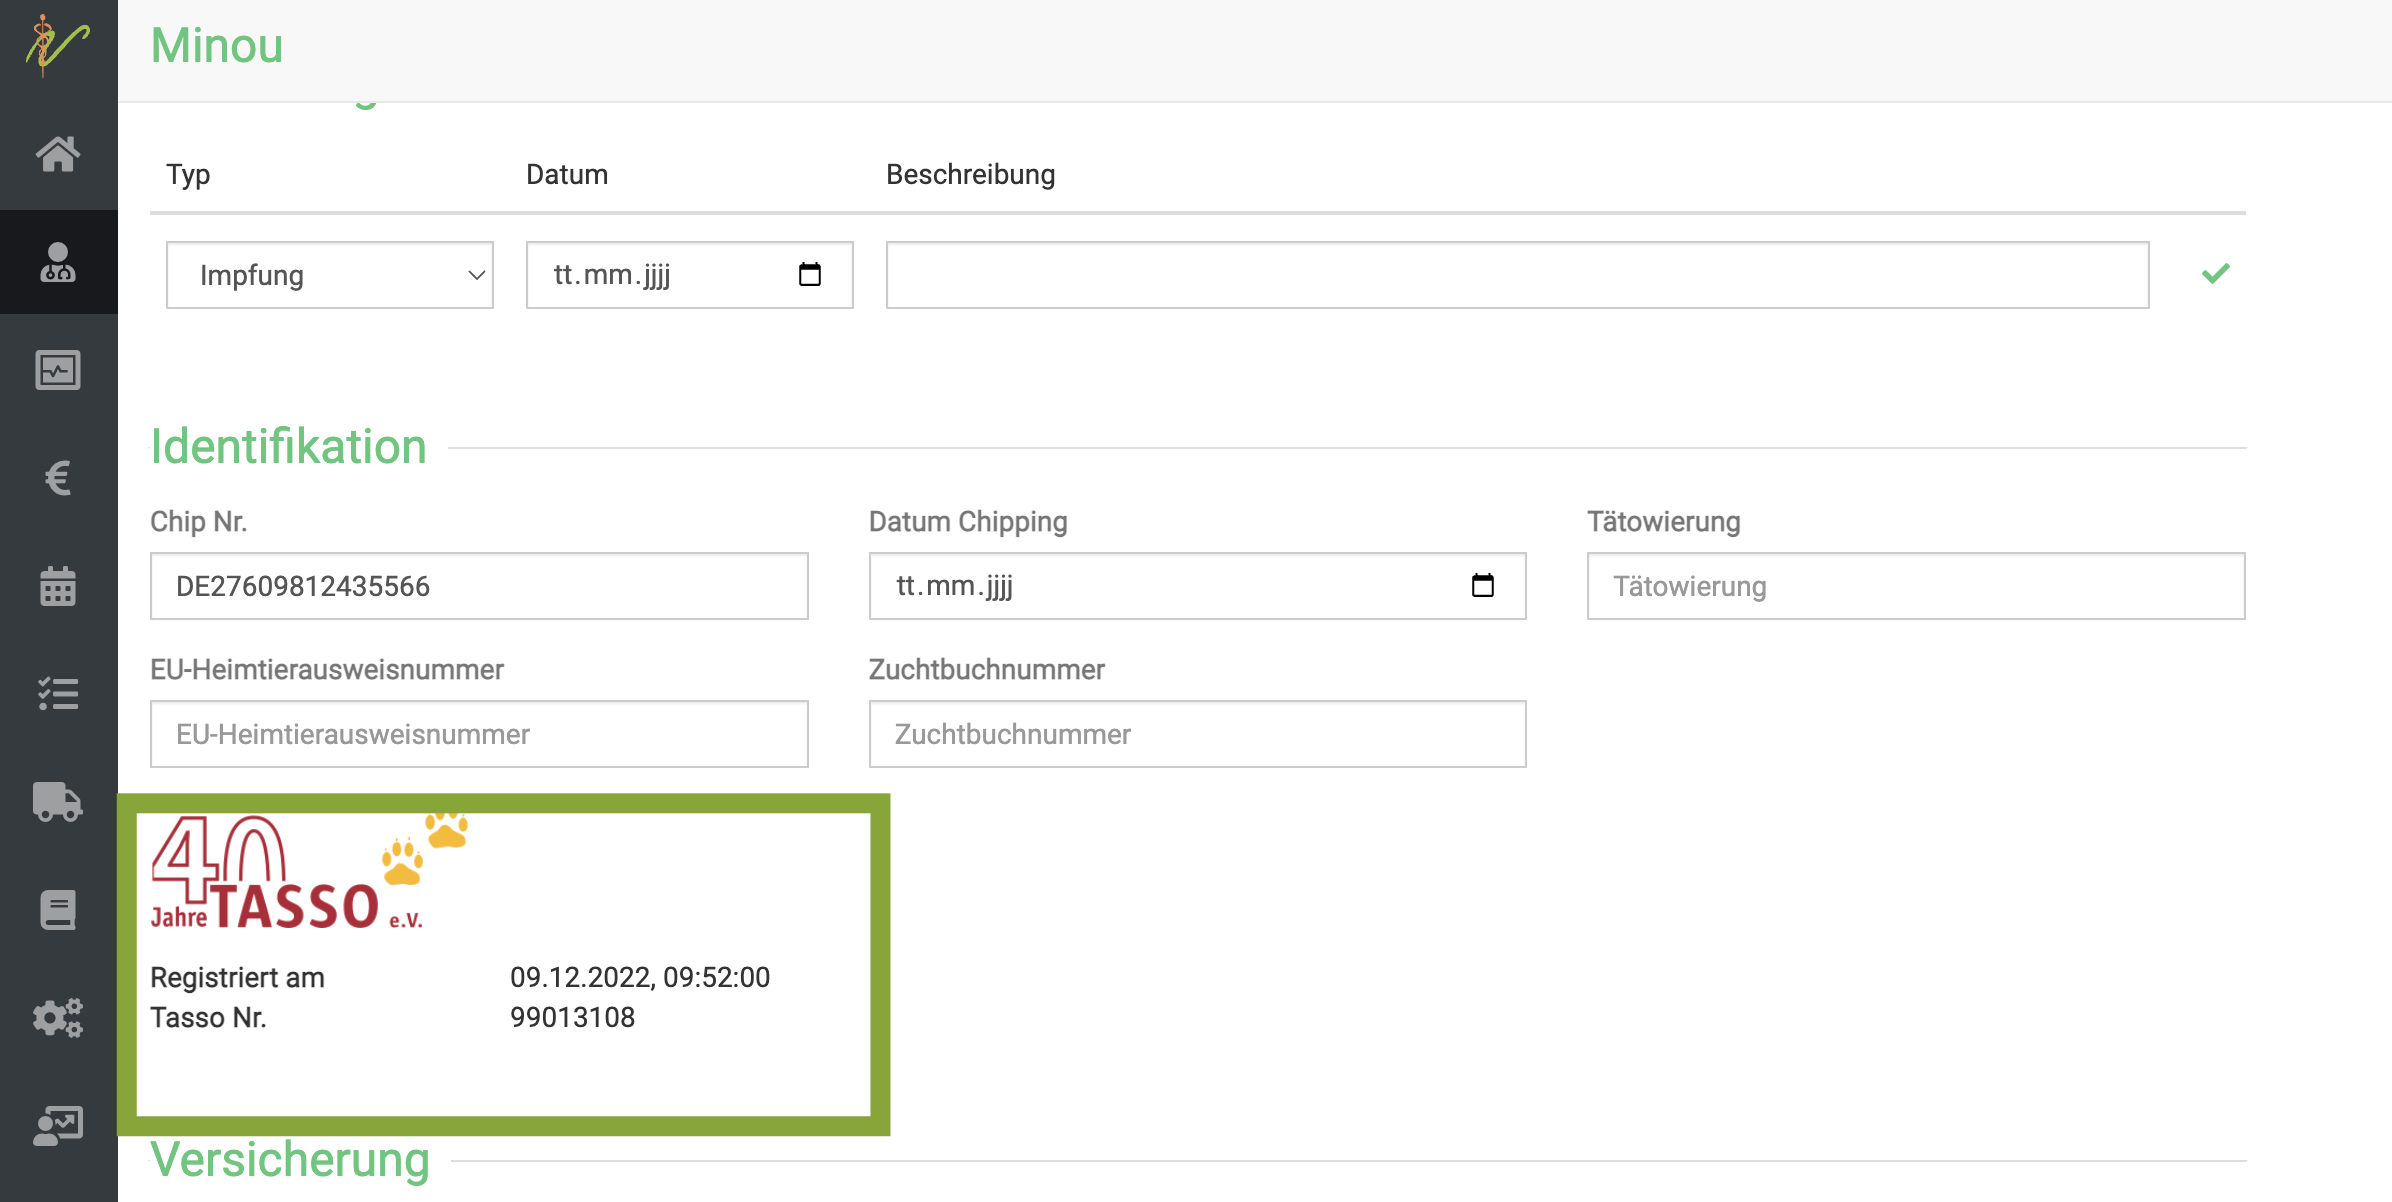 Minou
Typ Datum Beschreibung
Impfung tt.mm.jjjj
Identifikation
Chip Nr. Datum Chipping Tätowierung
DE27609812435566 tt.mm.jjjj Tätowierung
EU-Heimtierausweisnummer Zuchtbuchnummer
EU-Heimtierausweisnummer Zuchtbuchnummer
40
Jahre TASSO e.V.
Registriert am 09.12.2022, 09:52:00
Tasso Nr. 99013108
Versicherung